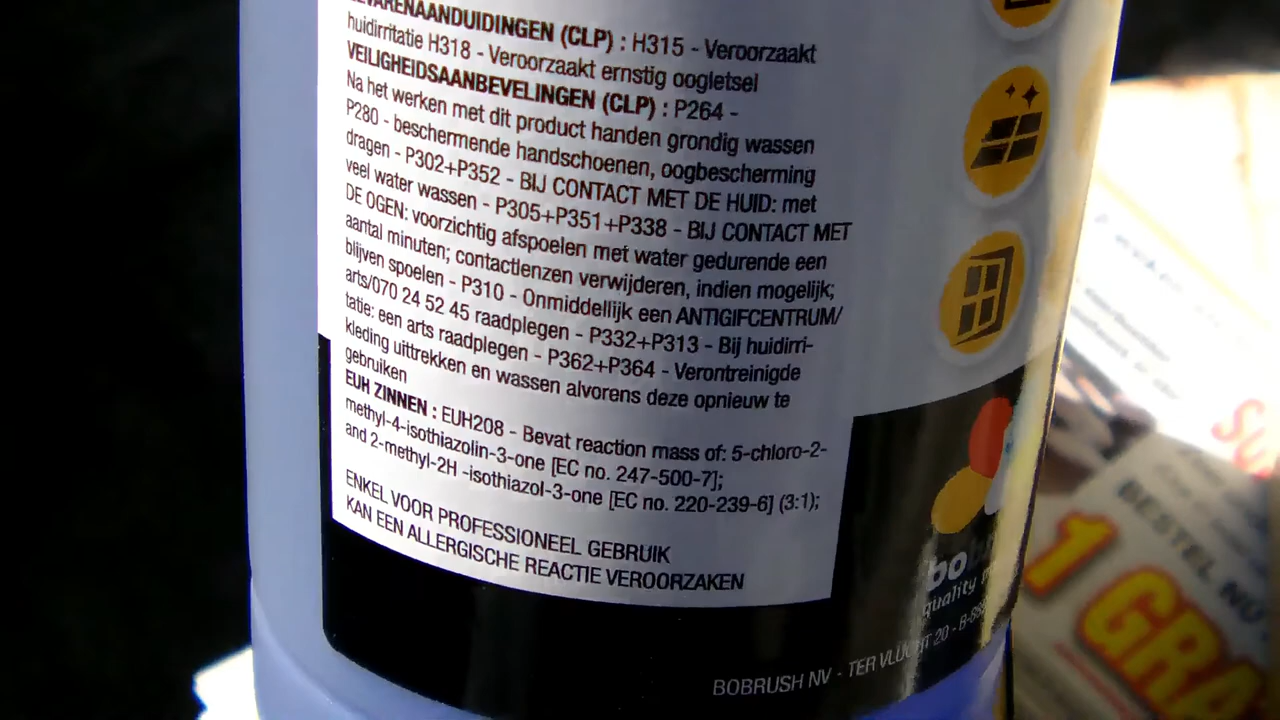 GEVARENAANDUIDINGEN (CLP) : H315 - Veroorzaakt
huidirritatie H318 - Veroorzaakt ernstig oogletsel
VEILIGHEIDSAANBEVELINGEN (CLP) : P264 -
Na het werken met dit product handen grondig wassen
P280 - beschermende handschoenen, oogbescherming
dragen - P302+P352 - BIJ CONTACT MET DE HUID: met
veel water wassen - P305+P351+P338 - BIJ CONTACT MET
DE OGEN: voorzichtig afspoelen met water gedurende een
aantal minuten; contactlenzen verwijderen, indien mogelijk;
blijven spoelen - P310 - Onmiddellijk een ANTIGIFCENTRUM/
arts/070 24 52 45 raadplegen - P332+P313 - Bij huidirri-
tatie: een arts raadplegen - P362+P364 - Verontreinigde
kleding uittrekken en wassen alvorens deze opnieuw te
gebruiken
EUH ZINNEN : EUH208 - Bevat reaction mass of: 5-chloro-2-
methyl-4-isothiazolin-3-one [EC no. 247-500-7];
and 2-methyl-2H -isothiazol-3-one [EC no. 220-239-6] (3:1);
ENKEL VOOR PROFESSIONEEL GEBRUIK
KAN EEN ALLERGISCHE REACTIE VEROORZAKEN
quality
BOBRUSH NV - TER VLUCHT 20 -
BESTEL NU
1 GRA